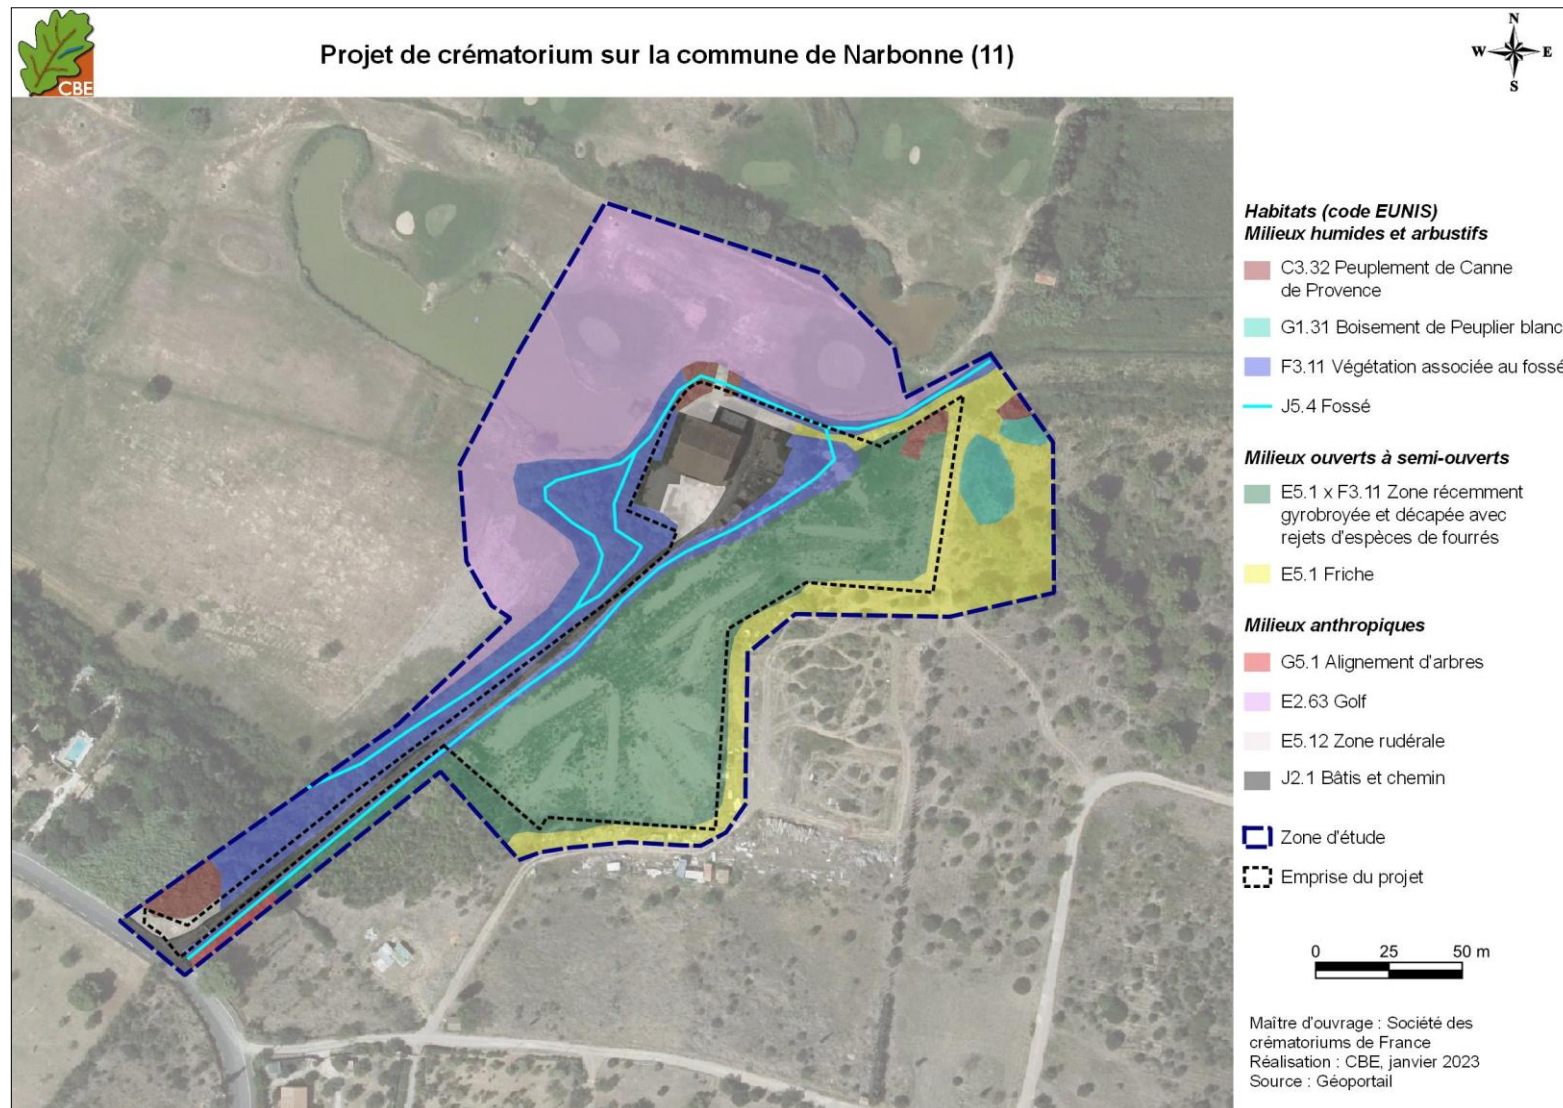 CBE
Projet de crématorium sur la commune de Narbonne (11)
N
W E
S
Habitats (code EUNIS)
Milieux humides et arbustifs
C3.32 Peuplement de Canne
de Provence
G1.31 Boisement de Peuplier blanc
F3.11 Végétation associée au fossé
J5.4 Fossé
Milieux ouverts à semi-ouverts
E5.1 x F3.11 Zone récemment
gyrobroyée et décapée avec
rejets d'espèces de fourrés
E5.1 Friche
Milieux anthropiques
G5.1 Alignement d'arbres
E2.63 Golf
E5.12 Zone rudérale
J2.1 Bâtis et chemin
Zone d'étude
Emprise du projet
0 25 50 m
Maître d'ouvrage : Société des
crématoriums de France
Réalisation : CBE, janvier 2023
Source : Géoportail